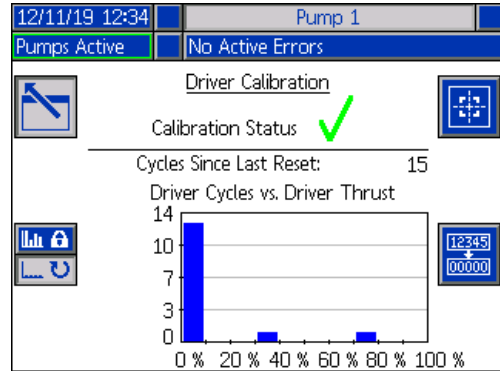 12/11/19 12:34 Pump 1
Pumps Active No Active Errors
Driver Calibration
Calibration Status
Cycles Since Last Reset: 15
Driver Cycles vs. Driver Thrust
14
10
7
3
0
0 % 20 % 40 % 60 % 80 % 100 %
12345
00000